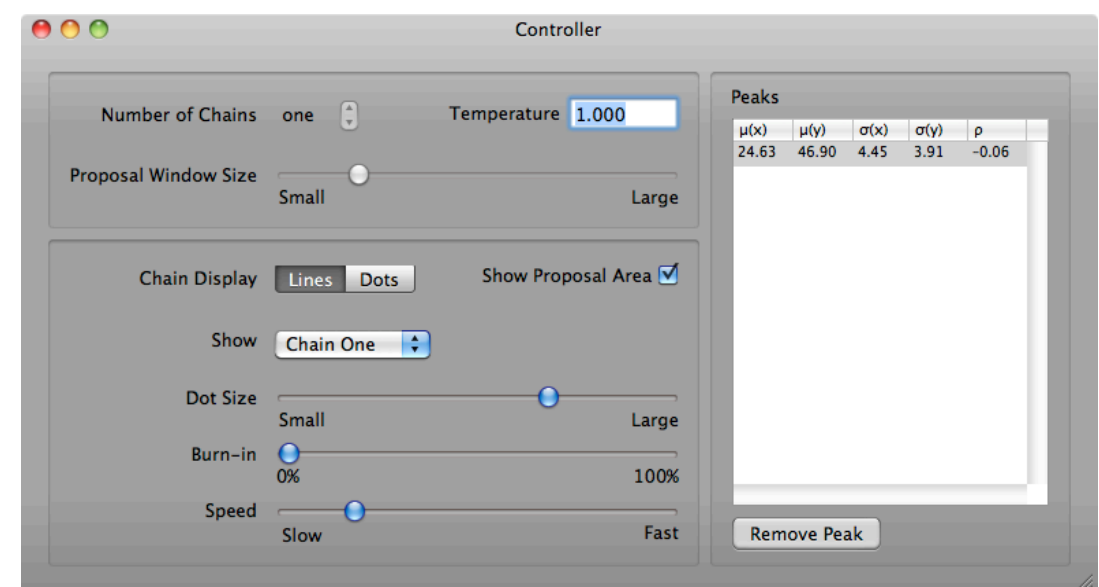 Controller
Number of Chains one Temperature 1.000
Proposal Window Size
Small Large
Chain Display Lines Dots Show Proposal Area
Show Chain One
Dot Size
Small Large
Burn-in
0% 100%
Speed
Slow Fast
Peaks
μ(x) μ(y) σ(x) σ(y) ρ
24.63 46.90 4.45 3.91 -0.06
Remove Peak